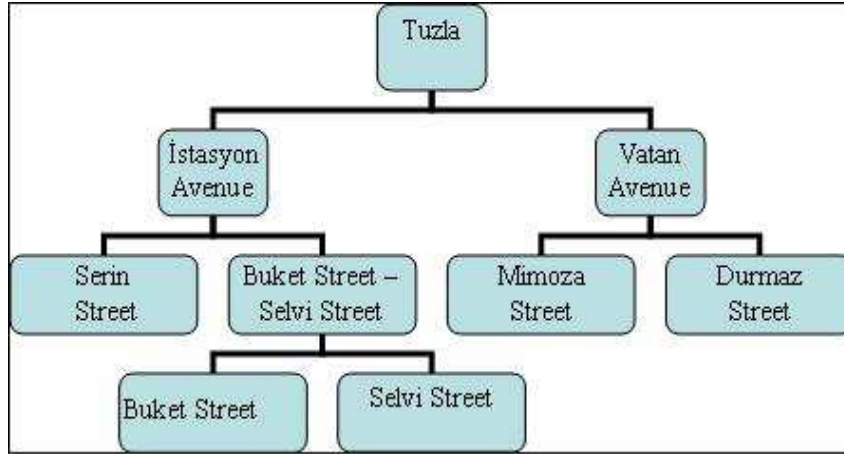 Tuzla
İstasyon
Avenue
Vatan
Avenue
Serin
Street
Buket Street –
Selvi Street
Mimoza
Street
Durmaz
Street
Buket Street
Selvi Street